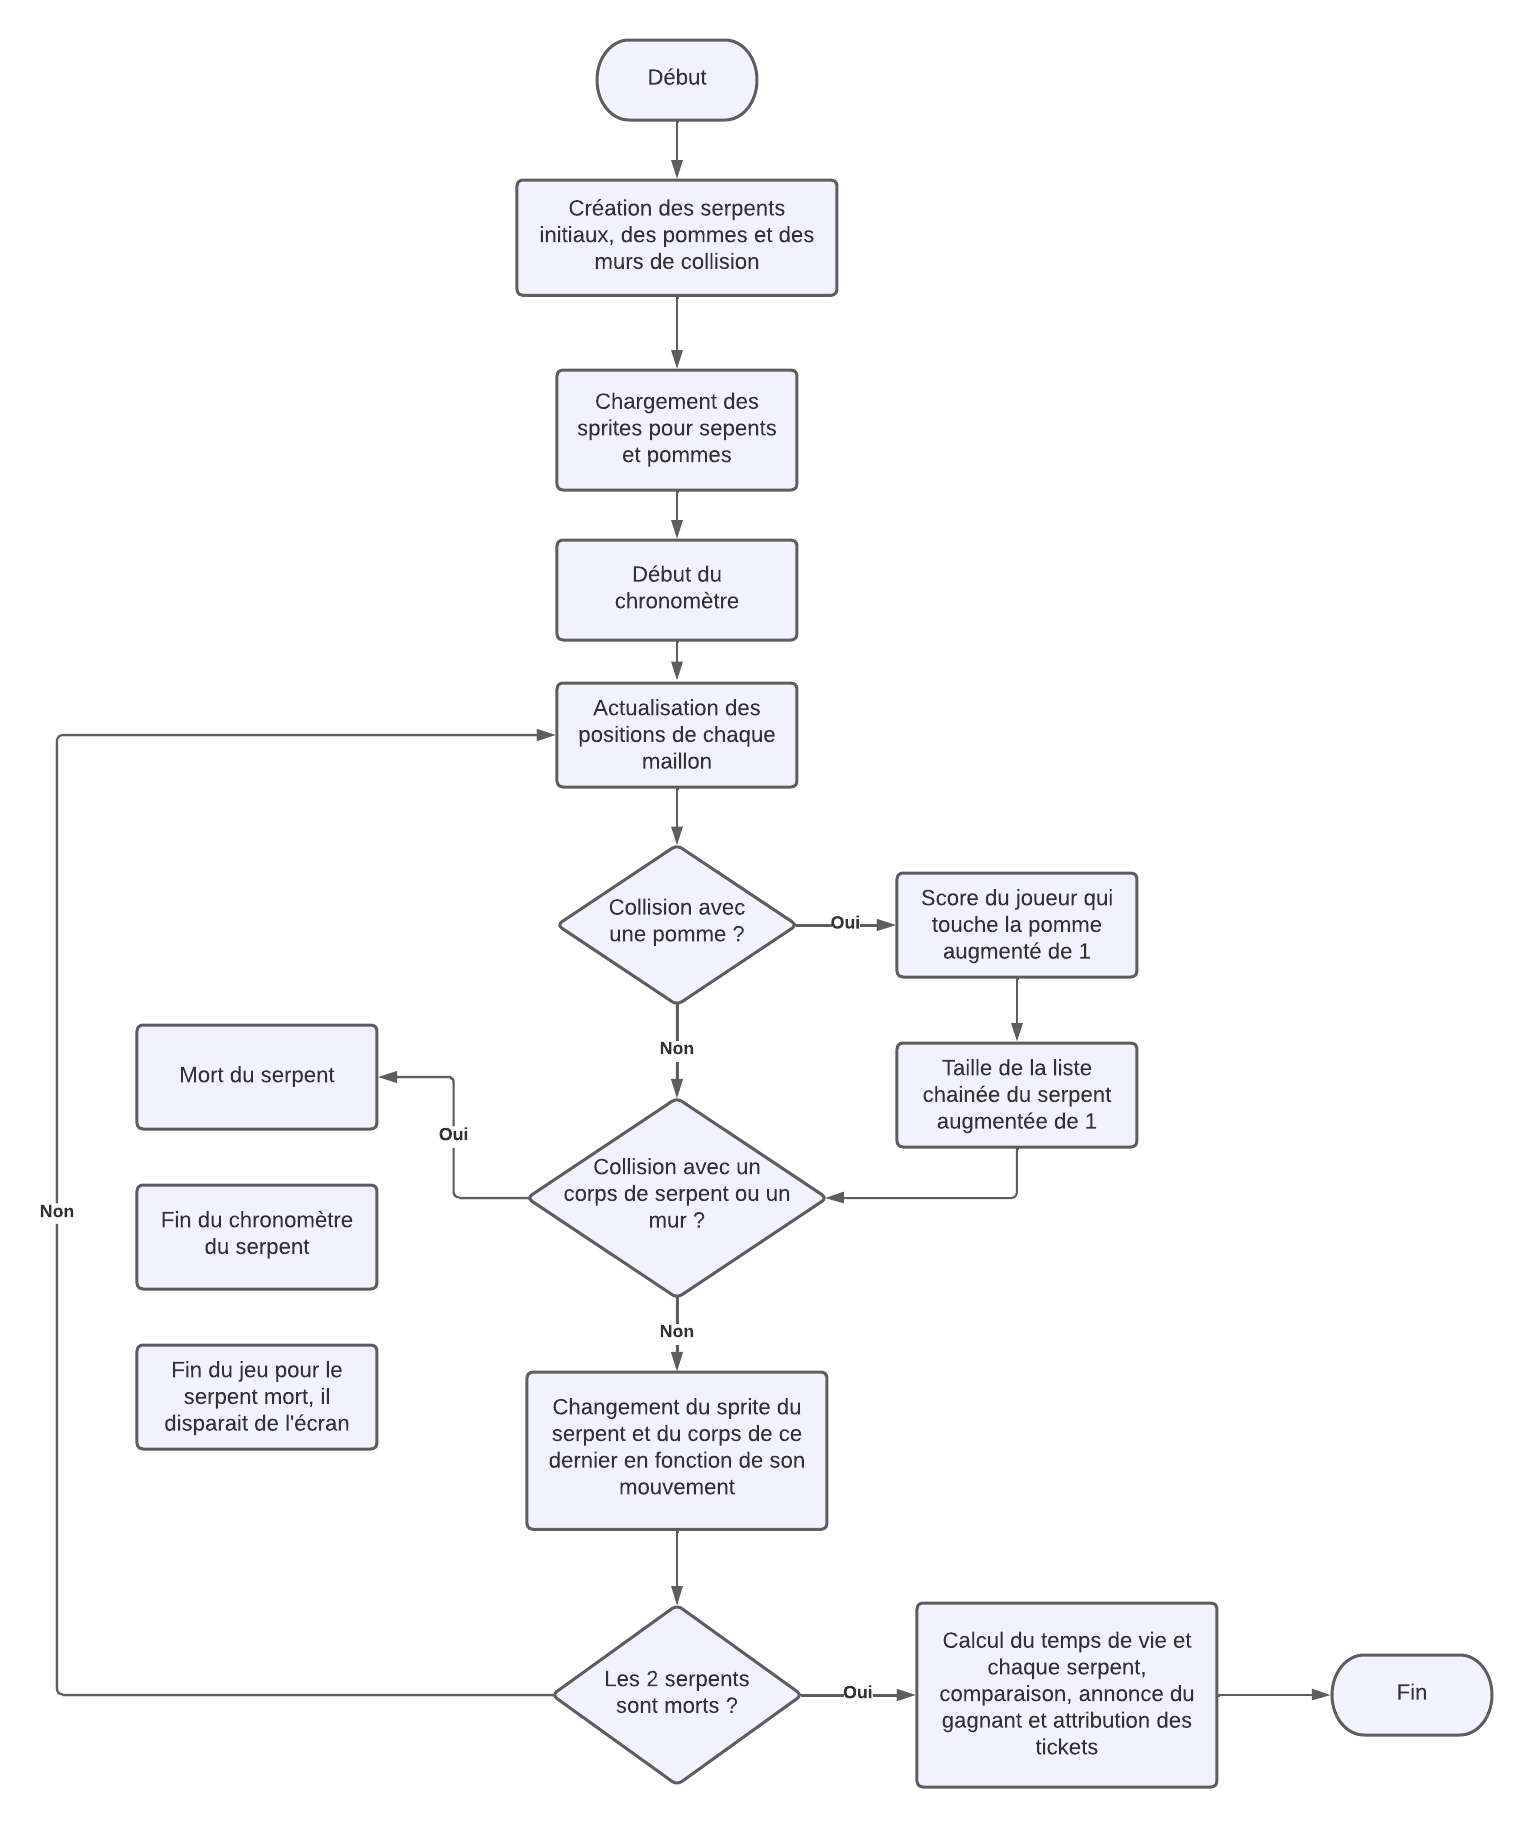 Début
Création des serpents
initiaux, des pommes et des
murs de collision
Chargement des
sprites pour sepents
et pommes
Début du
chronomètre
Actualisation des
positions de chaque
maillon
Collision avec
une pomme ?
Oui
Score du joueur qui
touche la pomme
augmenté de 1
Non
Taille de la liste
chainée du serpent
augmentée de 1
Mort du serpent
Oui
Collision avec un
corps de serpent ou un
mur ?
Non
Fin du chronomètre
du serpent
Non
Fin du jeu pour le
serpent mort, il
disparait de l'écran
Changement du sprite du
serpent et du corps de ce
dernier en fonction de son
mouvement
Les 2 serpents
sont morts ?
Oui
Calcul du temps de vie et
chaque serpent,
comparaison, annonce du
gagnant et attribution des
tickets
Fin